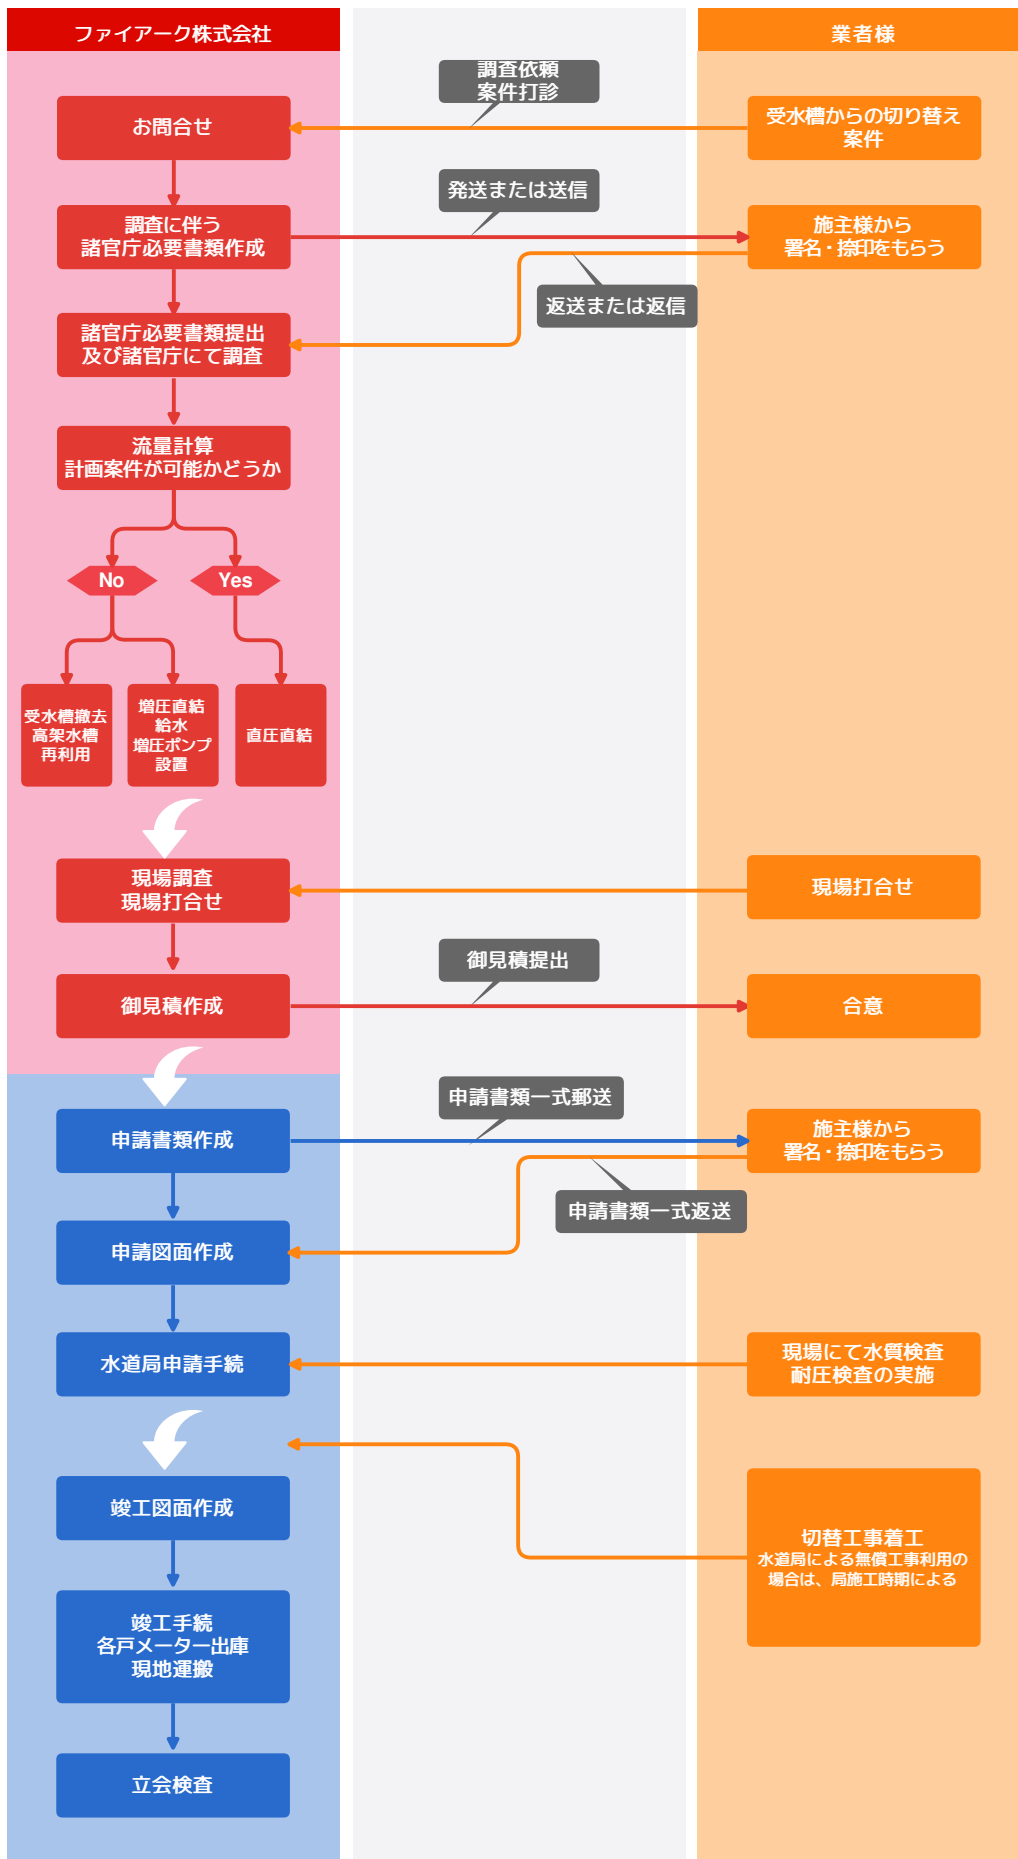 ファイアーク株式会社
業者様
調査依頼
案件打診
お問合せ
受水槽からの切り替え
案件
発送または送信
調査に伴う
諸官庁必要書類作成
施主様から
署名・捺印をもらう
返送または返信
諸官庁必要書類提出
及び諸官庁にて調査
流量計算
計画案件が可能かどうか
No
Yes
受水槽撤去
高架水槽
再利用
増圧直結
給水
増圧ポンプ
設置
直圧直結
現場調査
現場打合せ
現場打合せ
御見積提出
御見積作成
合意
申請書類一式郵送
申請書類作成
施主様から
署名・捺印をもらう
申請書類一式返送
申請図面作成
水道局申請手続
現場にて水質検査
耐圧検査の実施
竣工図面作成
切替工事着工
水道局による無償工事利用の
場合は、局施工時期による
竣工手続
各戸メーター出庫
現地運搬
立会検査